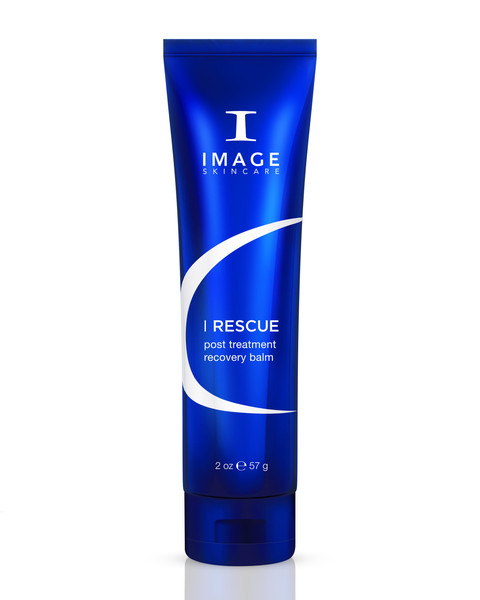 I
IMAGE
SKINCARE
I RESCUE
post treatment
recovery balm
2 oz ℮ 57 g